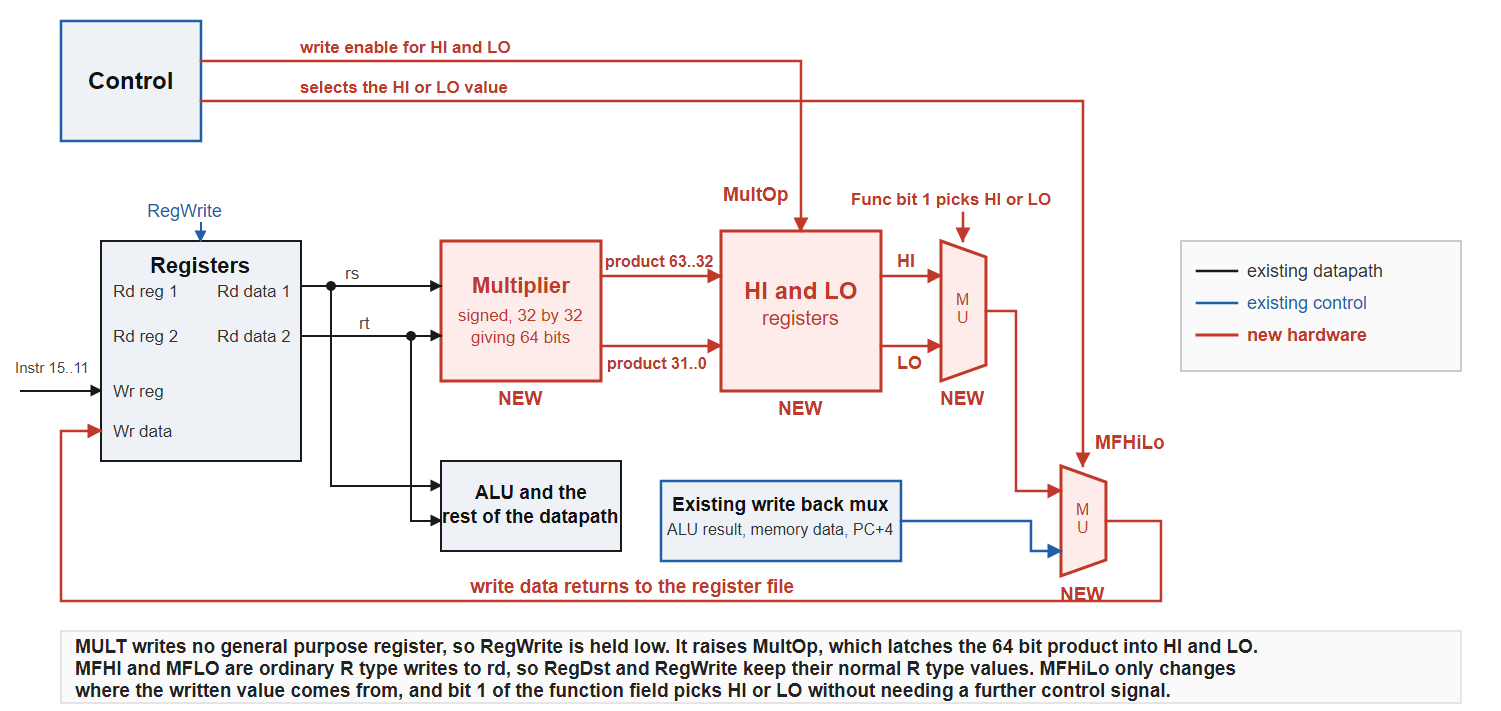 write enable for HI and LO
Control
selects the HI or LO value
MultOp
Func bit 1 picks HI or LO
RegWrite
Registers
Rd reg 1
Rd data 1
Rd reg 2
Rd data 2
Instr 15..11
Wr reg
Wr data
rs
rt
Multiplier
signed, 32 by 32
giving 64 bits
NEW
product 63..32
product 31..0
HI and LO
registers
NEW
HI
LO
M
U
NEW
existing datapath
existing control
new hardware
MFHiLo
ALU and the
rest of the datapath
Existing write back mux
ALU result, memory data, PC+4
M
U
NEW
write data returns to the register file
MULT writes no general purpose register, so RegWrite is held low. It raises MultOp, which latches the 64 bit product into HI and LO.
MFHI and MFLO are ordinary R type writes to rd, so RegDst and RegWrite keep their normal R type values. MFHiLo only changes
where the written value comes from, and bit 1 of the function field picks HI or LO without needing a further control signal.